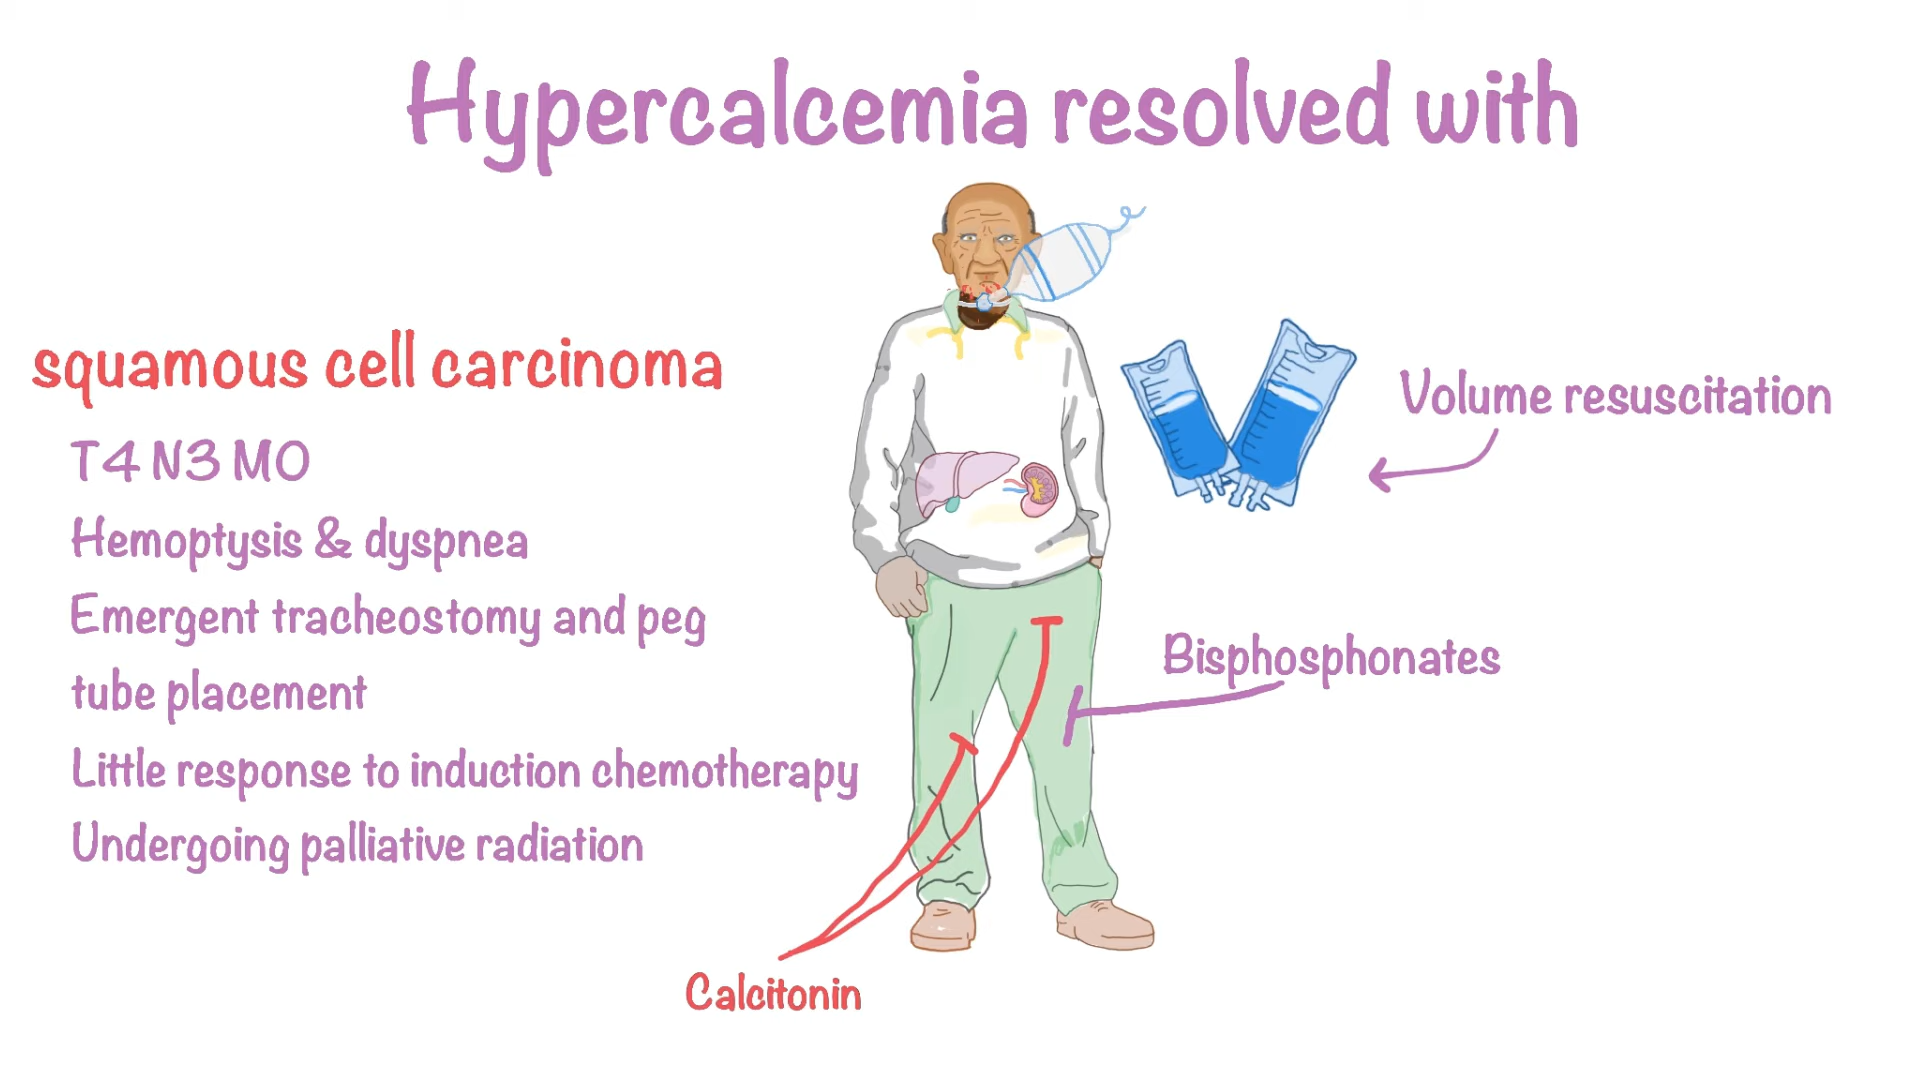 Hypercalcemia resolved with
squamous cell carcinoma
T4 N3 M0
Hemoptysis & dyspnea
Emergent tracheostomy and peg
tube placement
Little response to induction chemotherapy
Undergoing palliative radiation
Volume resuscitation
Bisphosphonates
Calcitonin